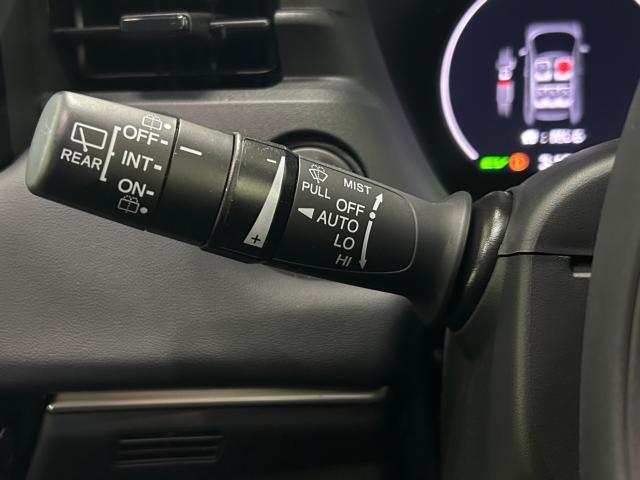 REAR
OFF
INT
ON
−
+
PULL
MIST
OFF
AUTO
LO
HI
EV